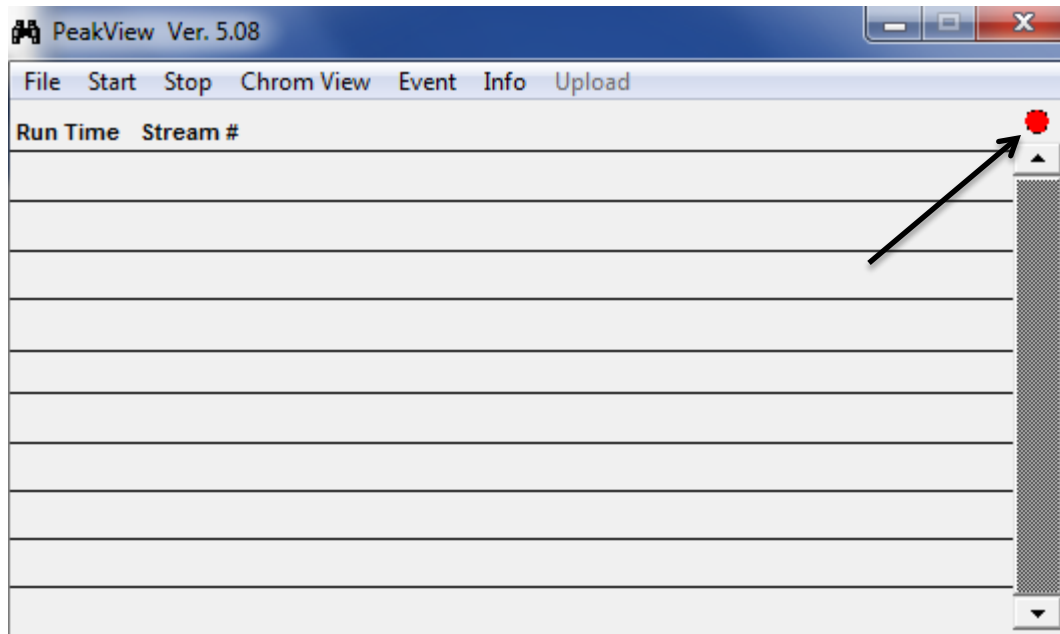 PeakView Ver. 5.08
File Start Stop Chrom View Event Info Upload
Run Time Stream #